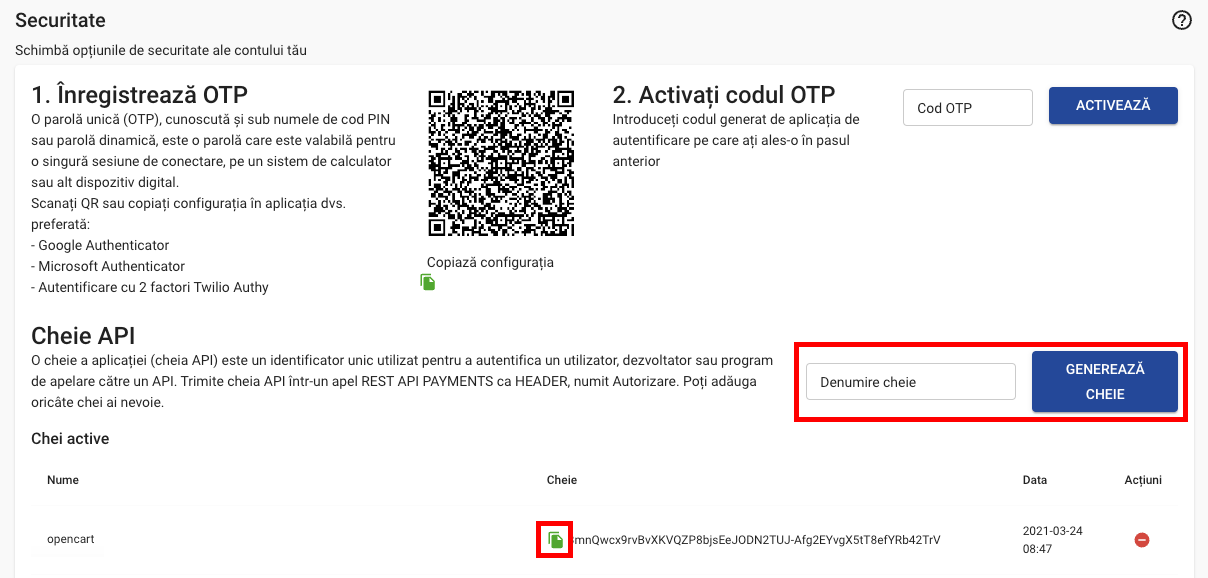 Securitate
Schimbă opțiunile de securitate ale contului tău
1. Înregistrează OTP
O parolă unică (OTP), cunoscută și sub numele de cod PIN
sau parolă dinamică, este o parolă care este valabilă pentru
o singură sesiune de conectare, pe un sistem de calculator
sau alt dispozitiv digital.
Scanați QR sau copiați configurația în aplicația dvs.
preferată:
- Google Authenticator
- Microsoft Authenticator
- Autentificare cu 2 factori Twilio Authy
Copiază configurația
2. Activați codul OTP
Introduceți codul generat de aplicația de
autentificare pe care ați ales-o în pasul
anterior
Cod OTP
ACTIVEAZĂ
Cheie API
O cheie a aplicației (cheia API) este un identificator unic utilizat pentru a autentifica un utilizator, dezvoltator sau program
de apelare către un API. Trimite cheia API într-un apel REST API PAYMENTS ca HEADER, numit Autorizare. Poți adăuga
oricâte chei ai nevoie.
Denumire cheie
GENEREAZĂ
CHEIE
Chei active
Nume Cheie Data Acțiuni
opencart mnQwcx9rvBvXKVQZP8bjsEeJODN2TUJ-Afg2EYvgX5tT8efYRb42TrV 2021-03-24
08:47